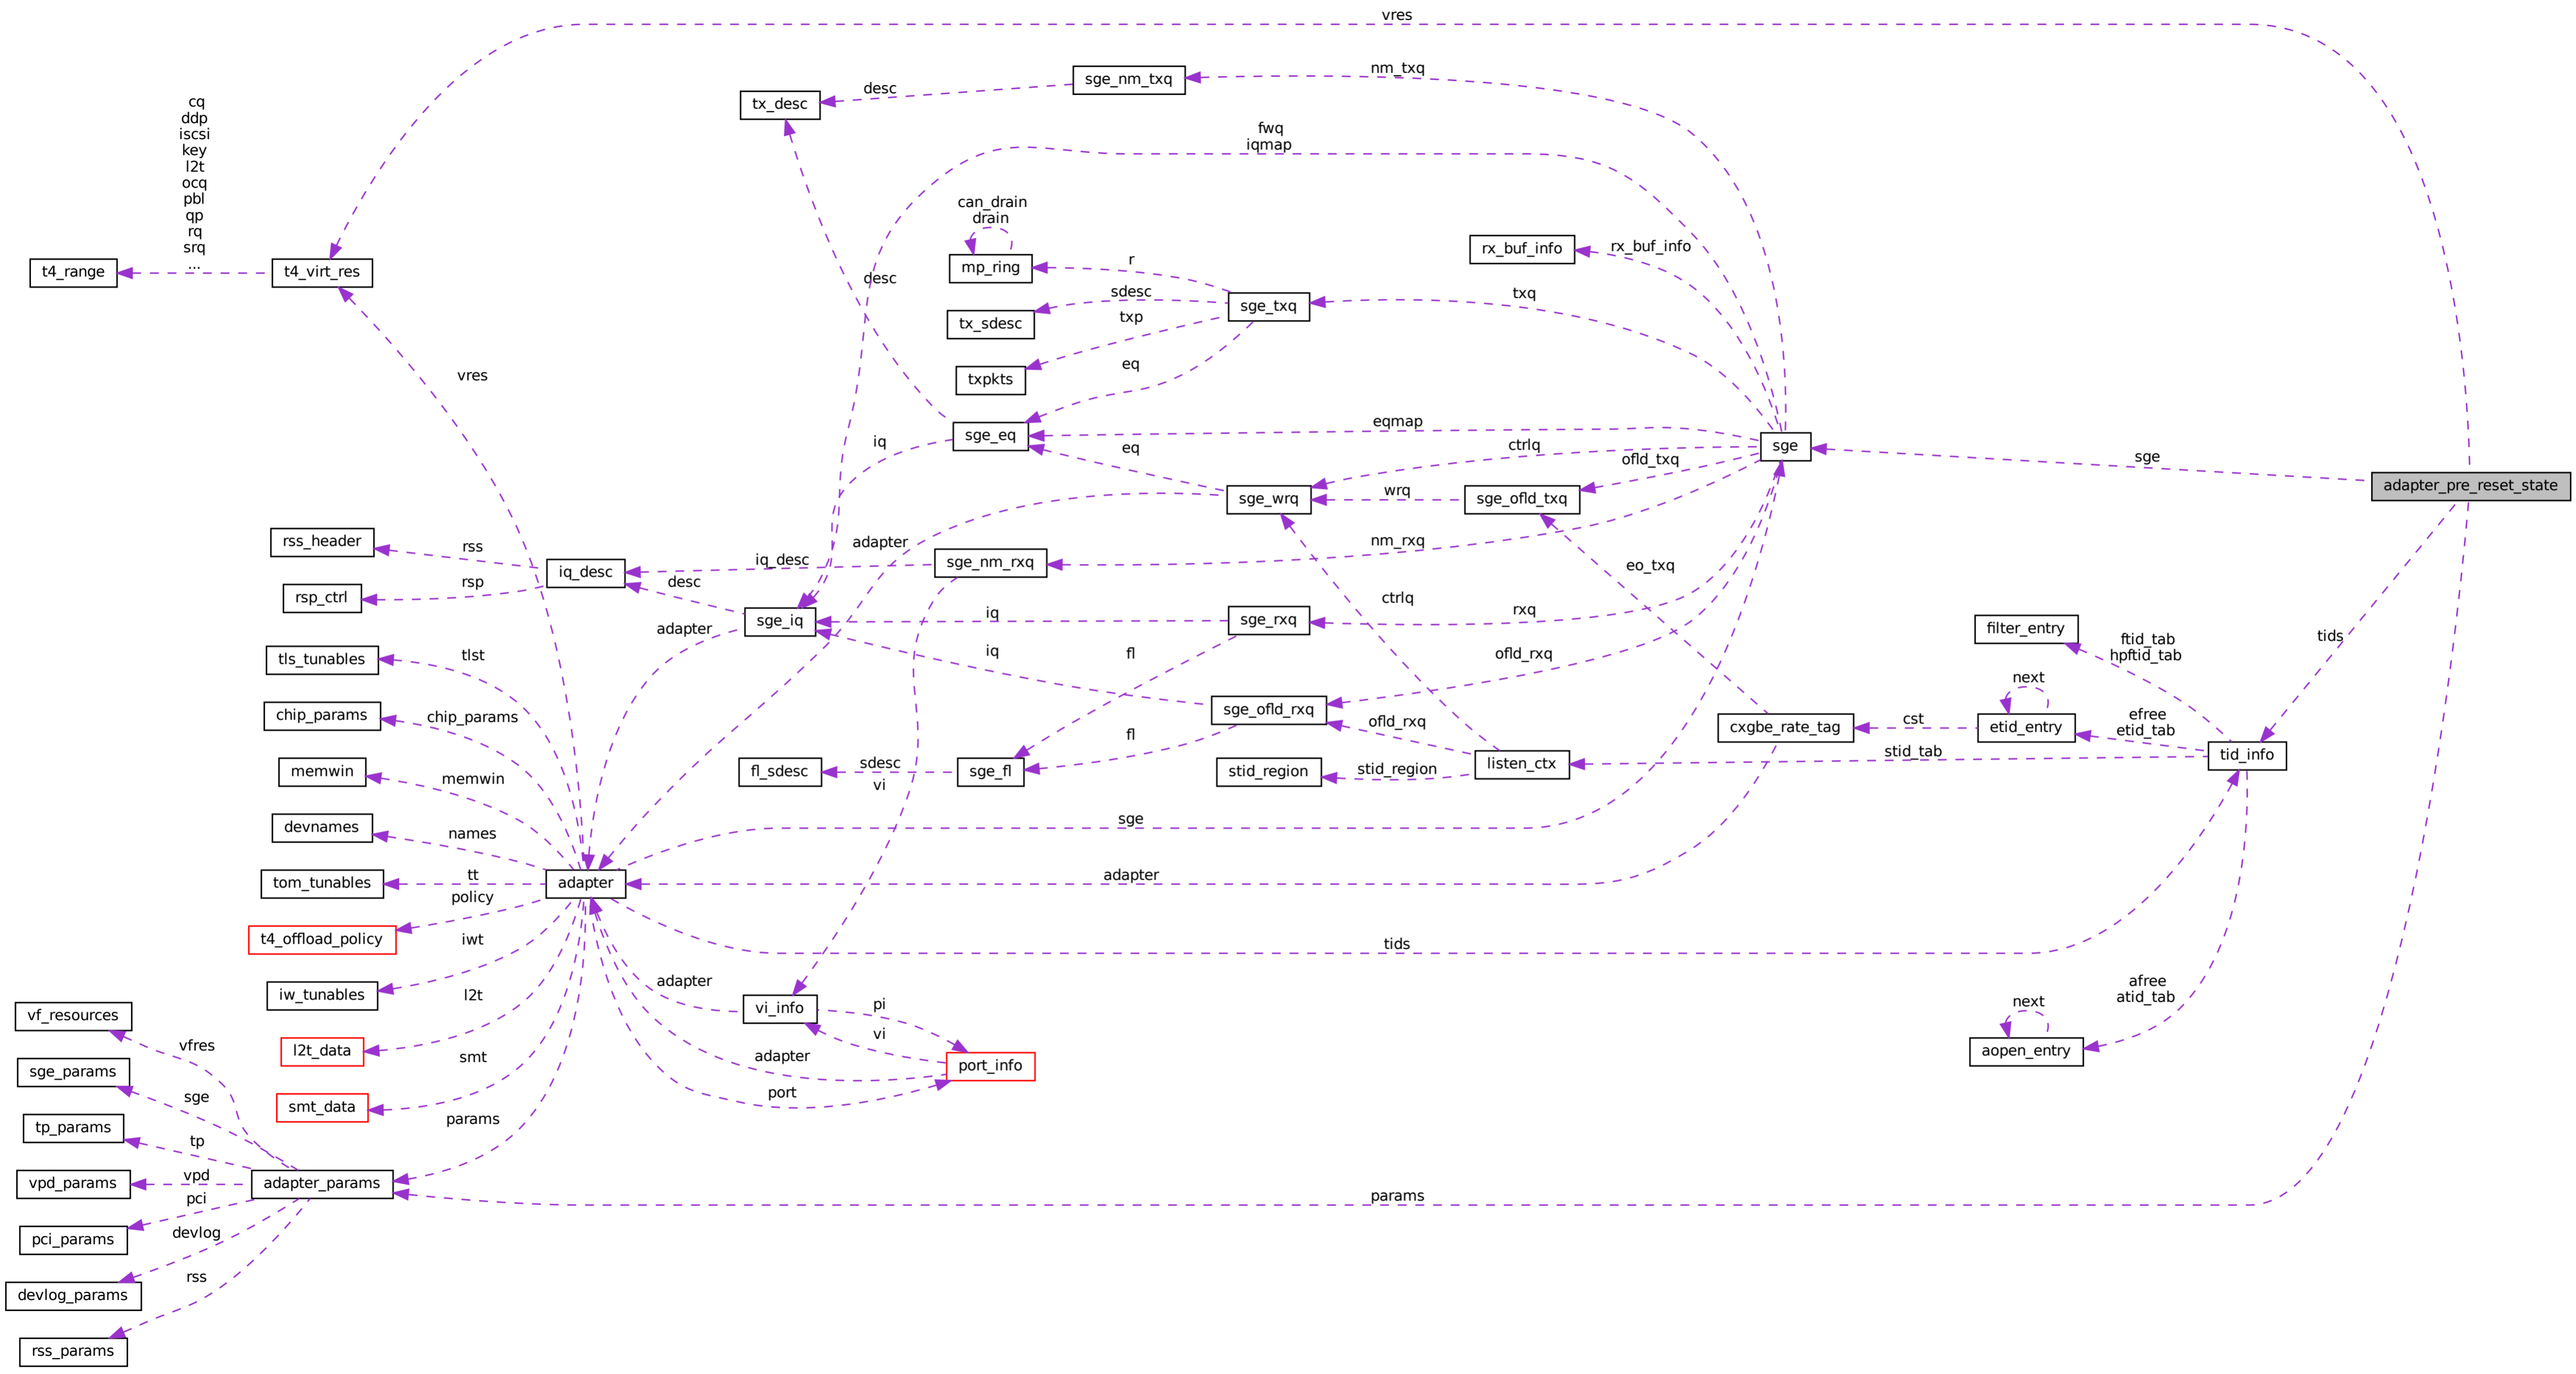 vres
nm_txq
sge_nm_txq
desc
tx_desc
cq
ddp
iscsi
key
l2t
ocq
pbl
qp
rq
srq
...
fwq
iqmap
can_drain
drain
mp_ring
r
rx_buf_info
rx_buf_info
t4_range
t4_virt_res
desc
sdesc
sge_txq
txq
tx_sdesc
txp
txpkts
eq
vres
sge_eq
eqmap
iq
eq
ctrlq
sge
sge
ofld_txq
adapter_pre_reset_state
sge_wrq
wrq
sge_ofld_txq
rss_header
rss
adapter
nm_rxq
iq_desc
iq_desc
sge_nm_rxq
eo_txq
rsp_ctrl
rsp
desc
ctrlq
sge_iq
iq
sge_rxq
rxq
filter_entry
ftid_tab
hpftid_tab
tids
adapter
tls_tunables
tlst
iq
fl
ofld_rxq
next
chip_params
chip_params
sge_ofld_rxq
ofld_rxq
cxgbe_rate_tag
cst
etid_entry
efree
etid_tab
fl
stid_tab
tid_info
memwin
memwin
fl_sdesc
sdesc
vi
sge_fl
stid_region
stid_region
listen_ctx
devnames
names
sge
tom_tunables
tt
adapter
adapter
policy
t4_offload_policy
iwt
tids
iw_tunables
l2t
adapter
vi_info
pi
afree
atid_tab
next
vf_resources
vfres
l2t_data
smt
adapter
vi
port_info
aopen_entry
sge_params
sge
smt_data
port
tp_params
tp
params
vpd_params
vpd
adapter_params
params
pci
pci_params
devlog
devlog_params
rss
rss_params